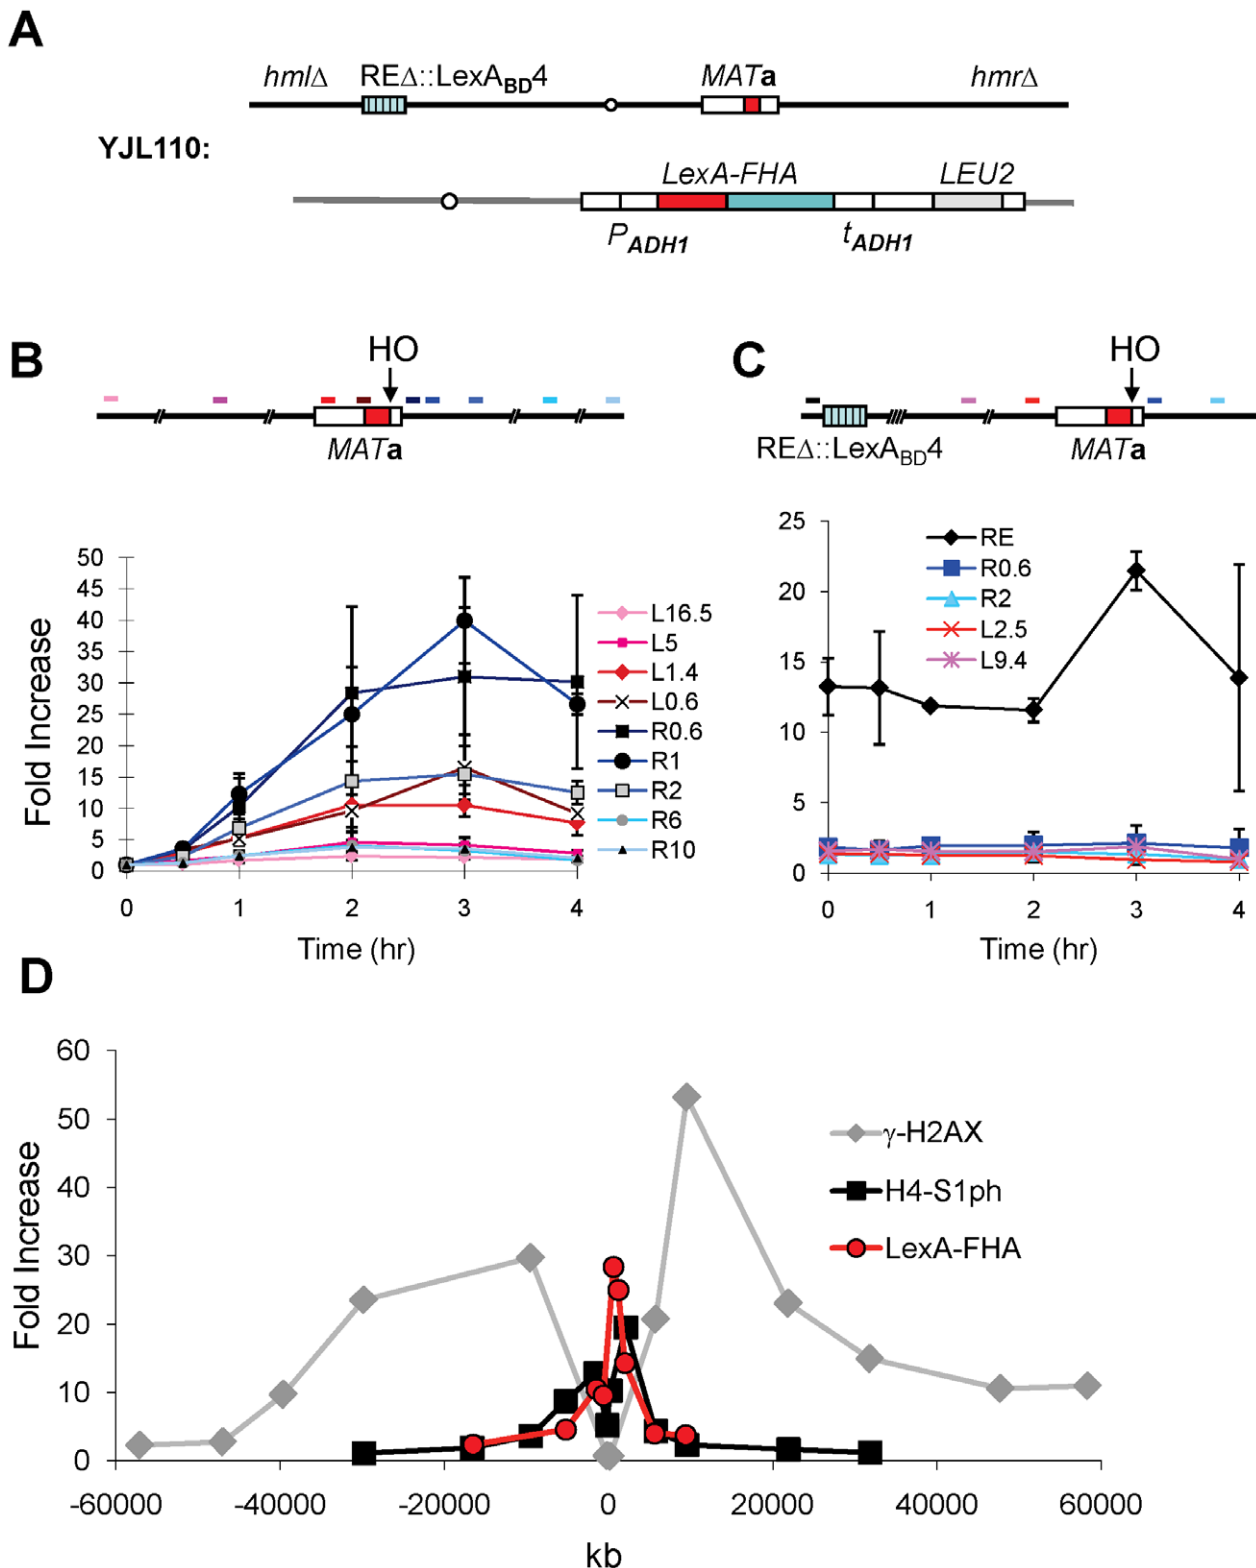 A
hmlΔ REΔ::LexABD4 MATa hmrΔ
YJL110:
LexA-FHA LEU2
PADH1 tADH1
B
HO
MATa
50
45
40
35
30
25
20
15
10
5
0
Fold Increase
0 1 2 3 4
Time (hr)
L16.5
L5
L1.4
L0.6
R0.6
R1
R2
R6
R10
C
HO
REΔ::LexABD4 MATa
25
20
15
10
5
0
RE
R0.6
R2
L2.5
L9.4
0 1 2 3 4
Time (hr)
D
60
50
40
30
20
10
0
Fold Increase
γ-H2AX
H4-S1ph
LexA-FHA
-60000 -40000 -20000 0 20000 40000 60000
kb